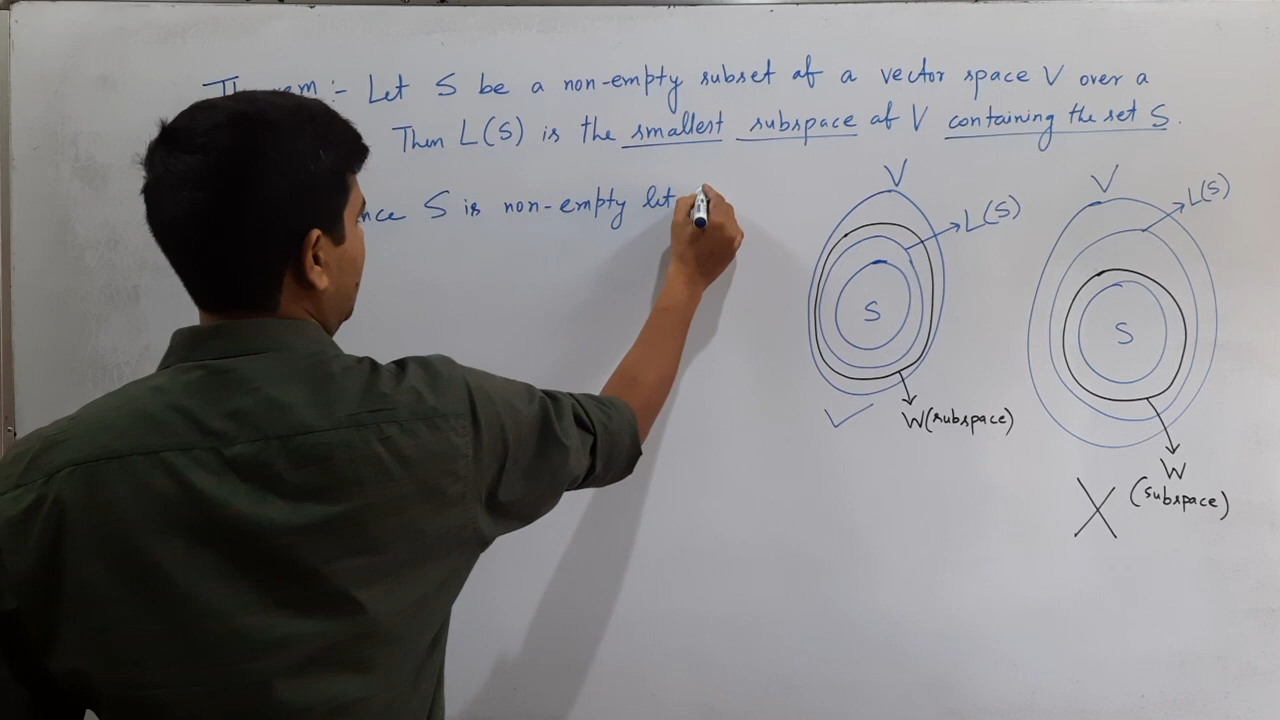 Theorem :- Let S be a non-empty subset of a vector space V over a
Then L(S) is the smallest subspace of V containing the set S.
S is non-empty let
V
L(S)
S
W(subspace)
V
L(S)
S
W
(subspace)